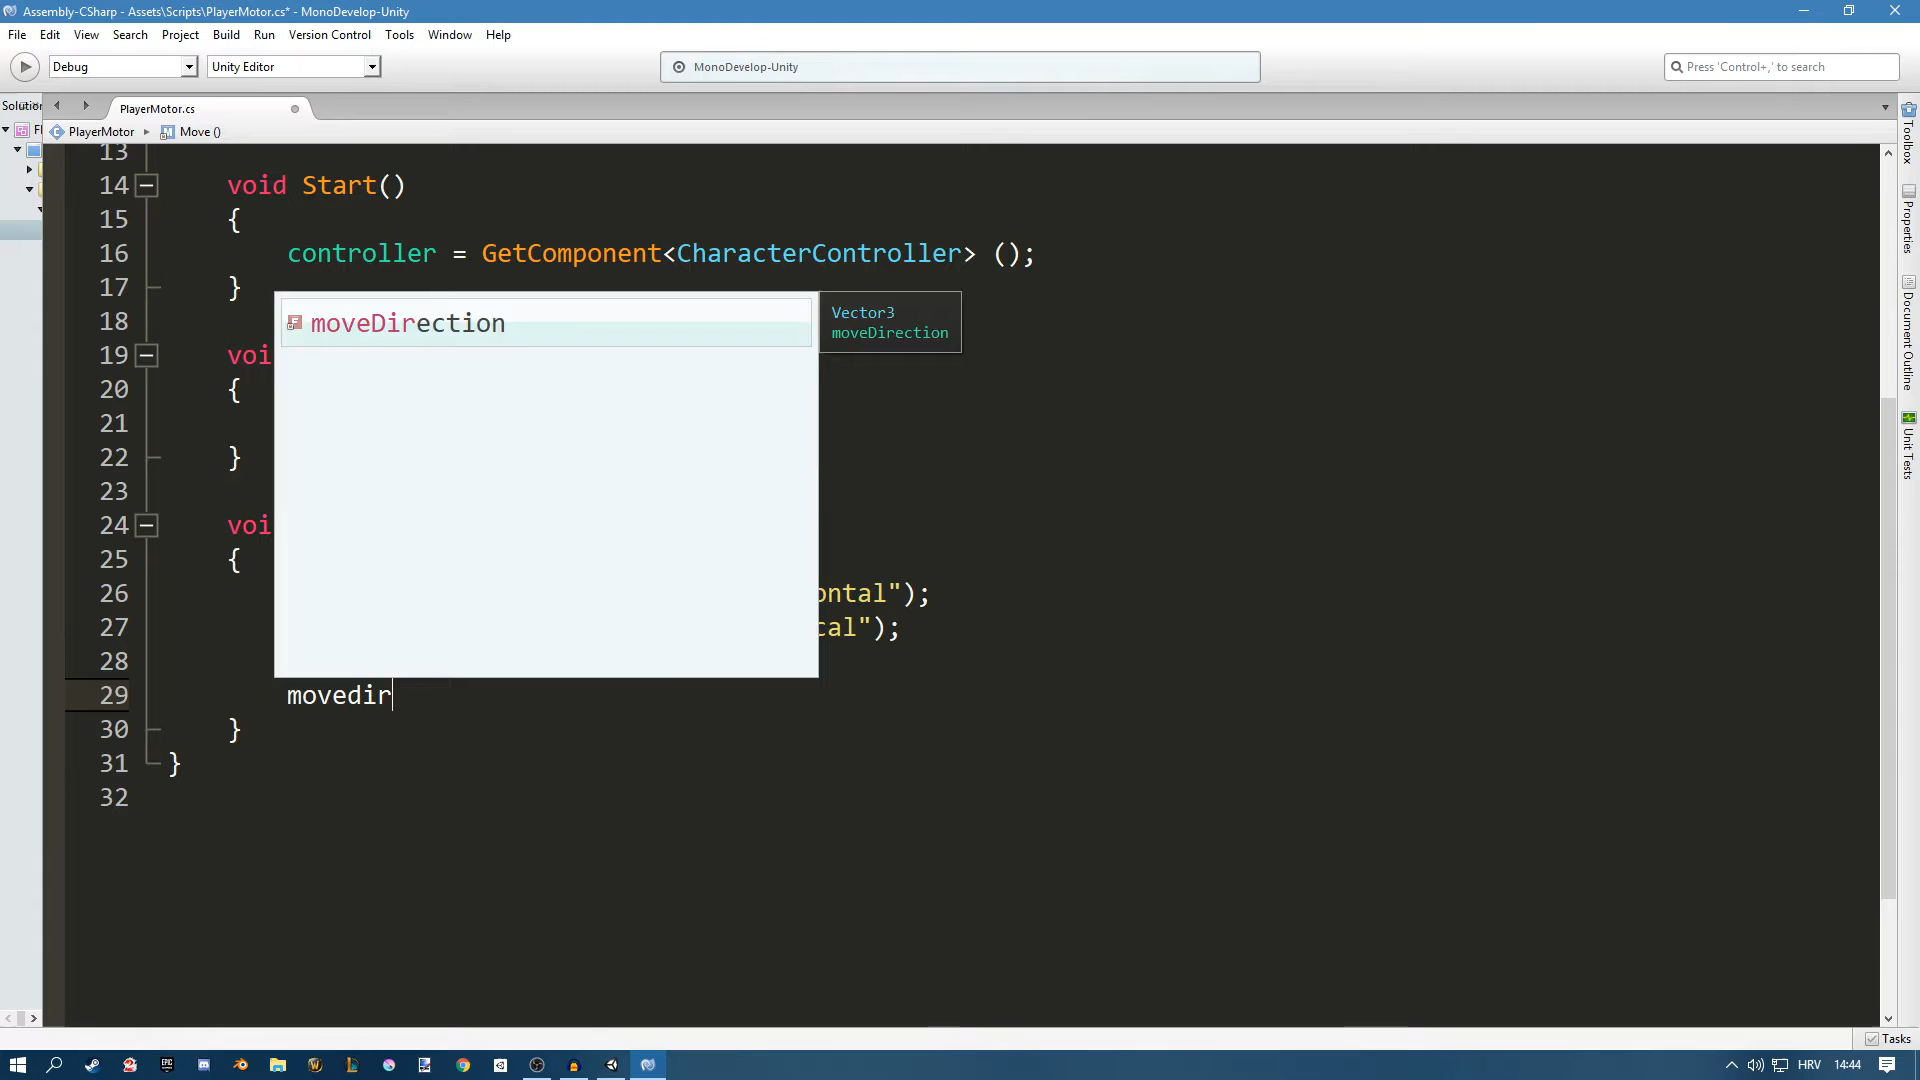 Assembly-CSharp - Assets\Scripts\PlayerMotor.cs* - MonoDevelop-Unity
File Edit View Search Project Build Run Version Control Tools Window Help
Debug Unity Editor MonoDevelop-Unity Press 'Control+,' to search
Solution PlayerMotor.cs
PlayerMotor Move ()
13
14 void Start()
15 {
16 controller = GetComponent<CharacterController> ();
17 }
18
19 voi
20 {
21
22 }
23
24 voi
25 {
26 ontal");
27 cal");
28
29 movedir
30 }
31 }
32
moveDirection
Vector3
moveDirection
Toolbox
Properties
Document Outline
Unit Tests
Tasks
HRV 14:44